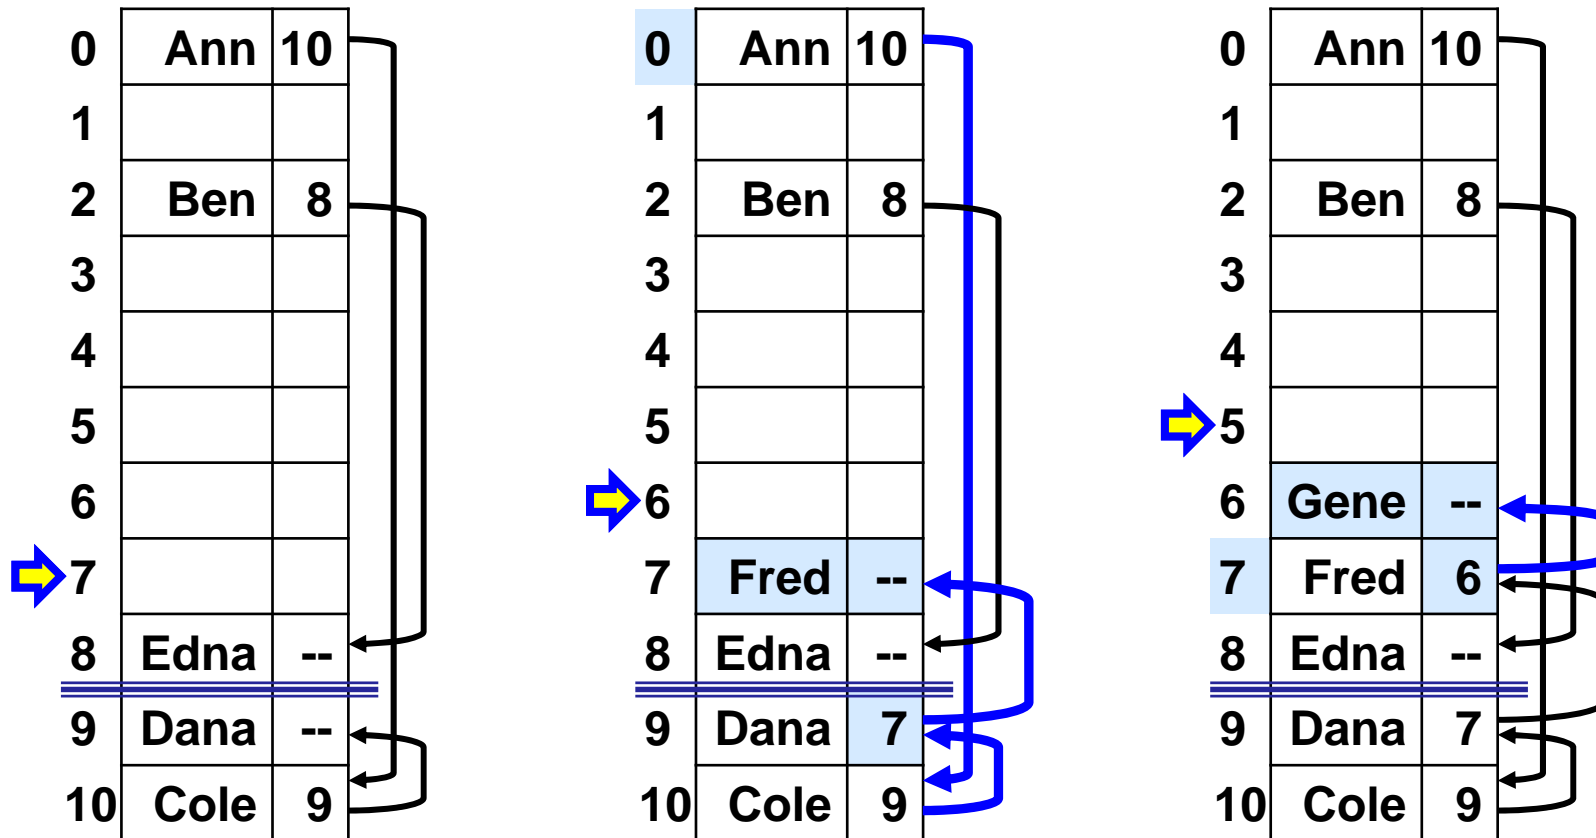 0 Ann 10
1
2 Ben 8
3
4
5
6
7
8 Edna --
9 Dana --
10 Cole 9
0 Ann 10
1
2 Ben 8
3
4
5
6
7 Fred --
8 Edna --
9 Dana 7
10 Cole 9
0 Ann 10
1
2 Ben 8
3
4
5
6 Gene --
7 Fred 6
8 Edna --
9 Dana 7
10 Cole 9